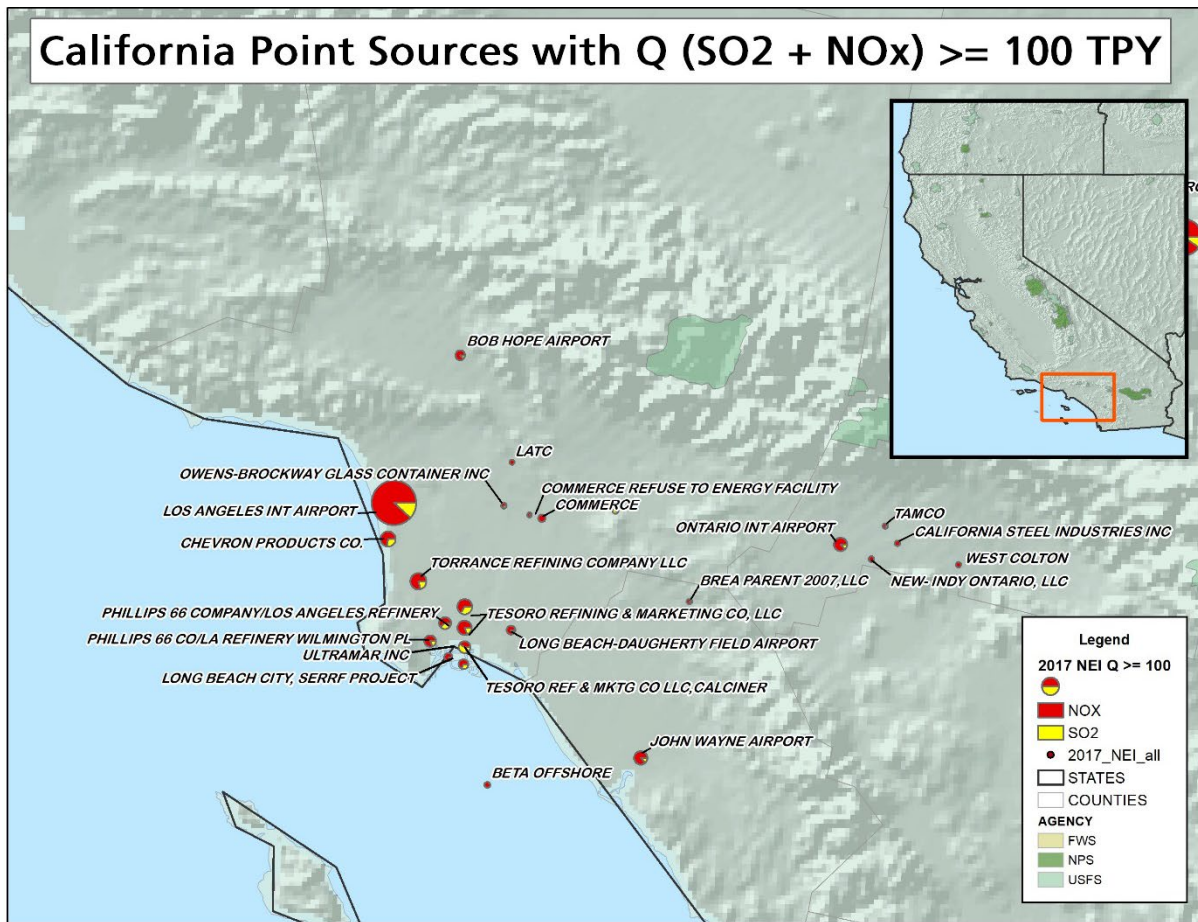 California Point Sources with Q (SO2 + NOx) >= 100 TPY
BOB HOPE AIRPORT
LATC
OWENS-BROCKWAY GLASS CONTAINER INC
COMMERCE REFUSE TO ENERGY FACILITY
COMMERCE
LOS ANGELES INT AIRPORT
ONTARIO INT AIRPORT
TAMCO
CALIFORNIA STEEL INDUSTRIES INC
CHEVRON PRODUCTS CO.
WEST COLTON
TORRANCE REFINING COMPANY LLC
BREA PARENT 2007,LLC
NEW- INDY ONTARIO, LLC
PHILLIPS 66 COMPANY/LOS ANGELES REFINERY
TESORO REFINING & MARKETING CO, LLC
PHILLIPS 66 CO/LA REFINERY WILMINGTON PL
LONG BEACH-DAUGHERTY FIELD AIRPORT
ULTRAMAR INC
LONG BEACH CITY, SERRF PROJECT
TESORO REF & MKTG CO LLC,CALCINER
JOHN WAYNE AIRPORT
BETA OFFSHORE
Legend
2017 NEI Q >= 100
NOX
SO2
2017_NEI_all
STATES
COUNTIES
AGENCY
FWS
NPS
USFS